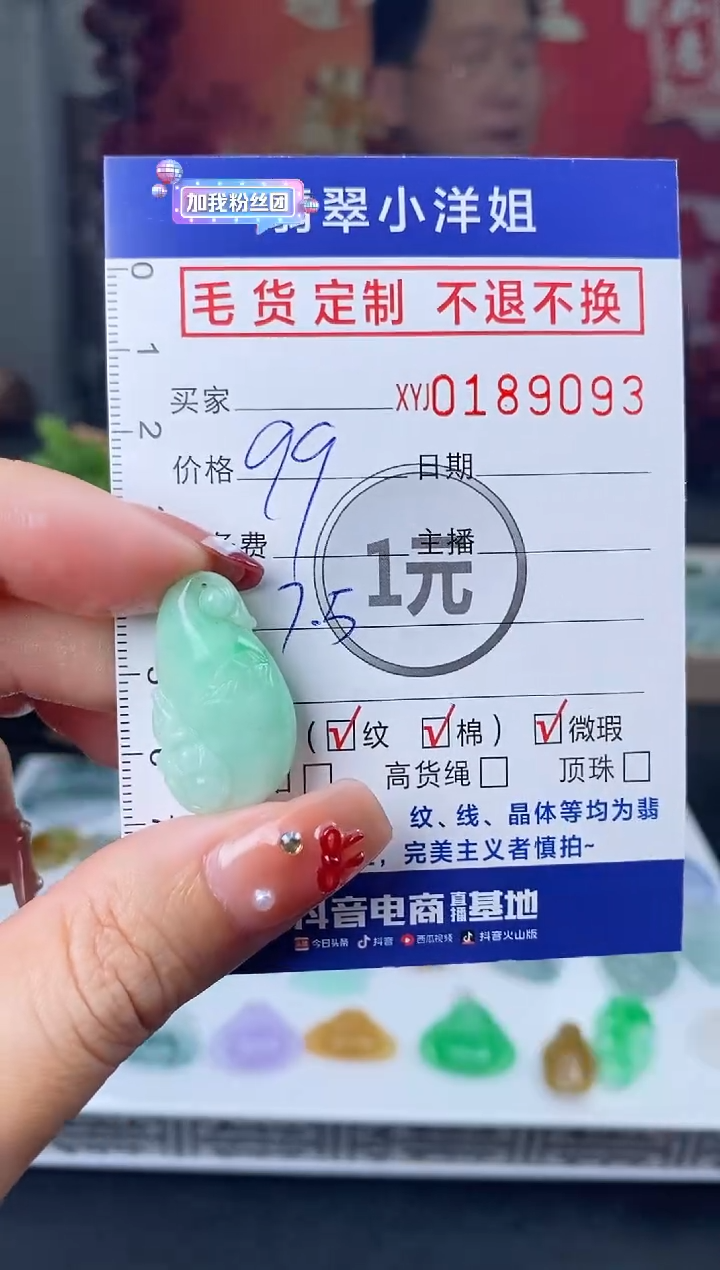 加我粉丝团
翠小洋姐
毛货定制 不退不换
0
1
2
买家 XYJ0189093
价格 99 日期
费 主播
1元
7.5
(纹 棉) 微瑕
高货绳 顶珠
纹、线、晶体等均为翡
，完美主义者慎拍~
抖音电商直播基地
今日头条 抖音 西瓜视频 抖音火山版